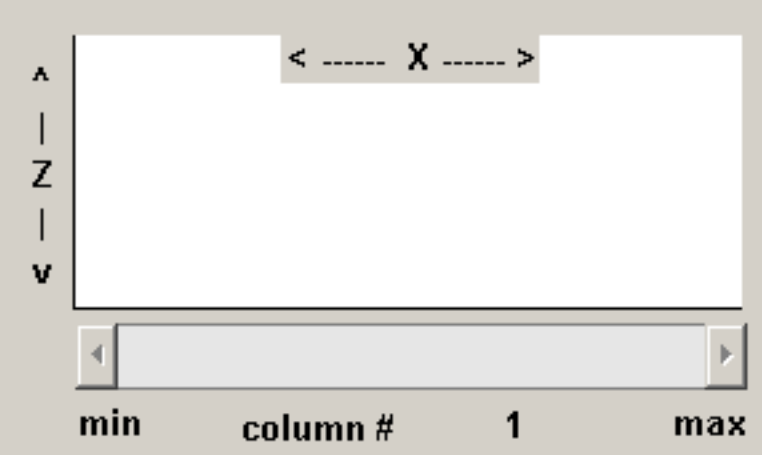 < ------ X ------ >
^
|
Z
|
v
min column # 1 max